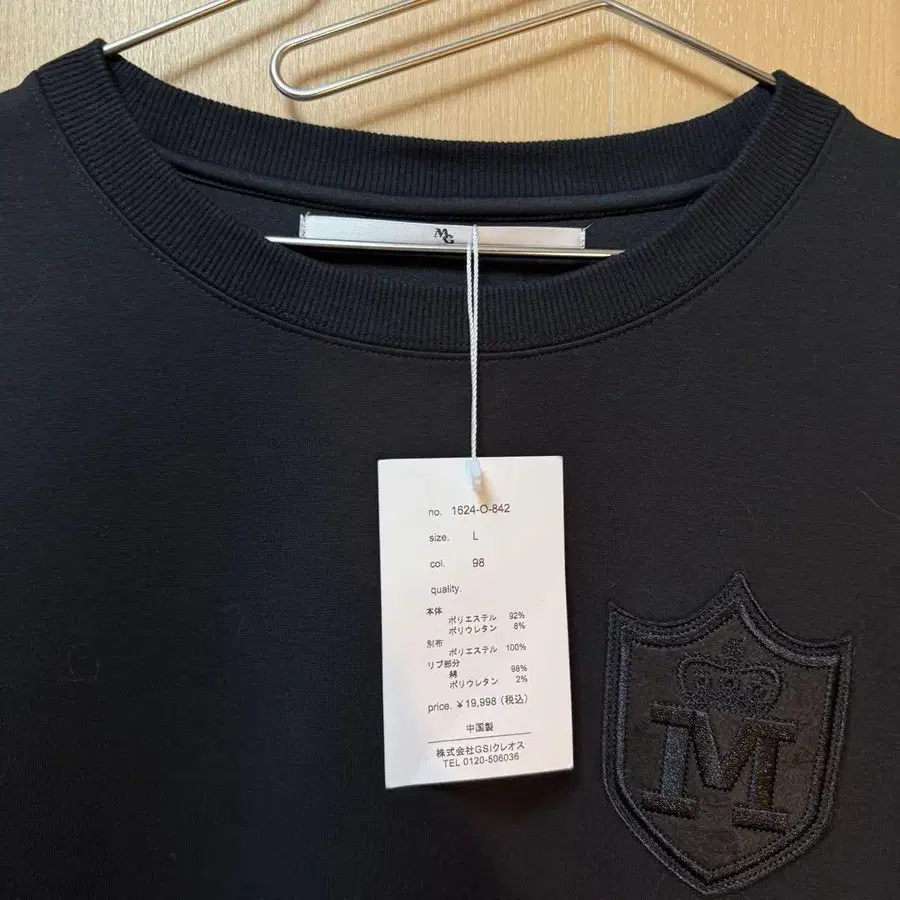 MG
no. 1624-O-842
size. L
col. 98
quality.
本体
ポリエステル 92%
ポリウレタン 8%
別布
ポリエステル 100%
リブ部分
綿 98%
ポリウレタン 2%
price. ¥19,998(税込)
中国製
株式会社GSIクレオス
TEL 0120-506036
M